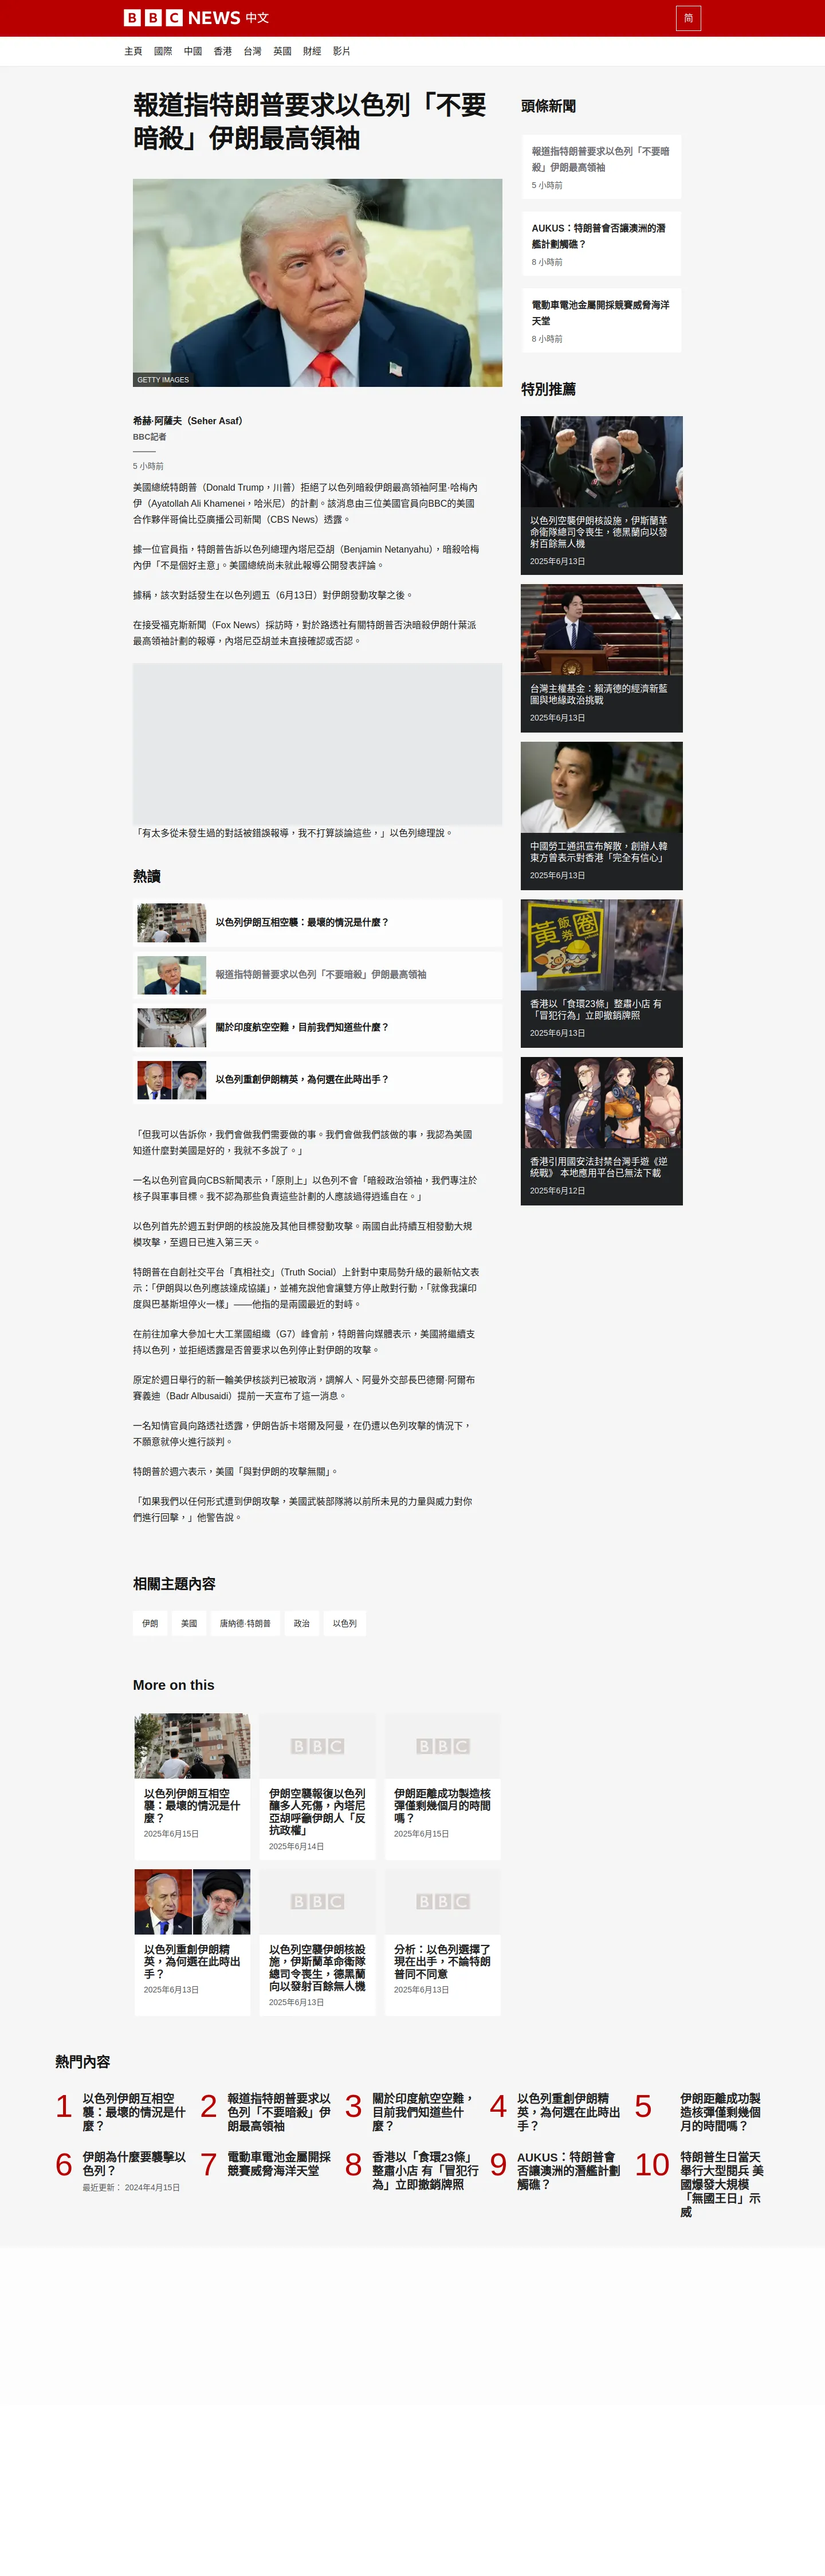 BBC NEWS 中文
简
主頁 國際 中國 香港 台灣 英國 財經 影片
報道指特朗普要求以色列「不要
暗殺」伊朗最高領袖
GETTY IMAGES
希赫·阿薩夫（Seher Asaf）
BBC記者
5 小時前
美國總統特朗普（Donald Trump，川普）拒絕了以色列暗殺伊朗最高領袖阿里·哈梅內
伊（Ayatollah Ali Khamenei，哈米尼）的計劃。該消息由三位美國官員向BBC的美國
合作夥伴哥倫比亞廣播公司新聞（CBS News）透露。
據一位官員指，特朗普告訴以色列總理內塔尼亞胡（Benjamin Netanyahu），暗殺哈梅
內伊「不是個好主意」。美國總統尚未就此報導公開發表評論。
據稱，該次對話發生在以色列週五（6月13日）對伊朗發動攻擊之後。
在接受福克斯新聞（Fox News）採訪時，對於路透社有關特朗普否決暗殺伊朗什葉派
最高領袖計劃的報導，內塔尼亞胡並未直接確認或否認。
「有太多從未發生過的對話被錯誤報導，我不打算談論這些，」以色列總理說。
熱讀
以色列伊朗互相空襲：最壞的情況是什麼？
報道指特朗普要求以色列「不要暗殺」伊朗最高領袖
關於印度航空空難，目前我們知道些什麼？
以色列重創伊朗精英，為何選在此時出手？
「但我可以告訴你，我們會做我們需要做的事。我們會做我們該做的事，我認為美國
知道什麼對美國是好的，我就不多說了。」
一名以色列官員向CBS新聞表示，「原則上」以色列不會「暗殺政治領袖，我們專注於
核子與軍事目標。我不認為那些負責這些計劃的人應該過得逍遙自在。」
以色列首先於週五對伊朗的核設施及其他目標發動攻擊。兩國自此持續互相發動大規
模攻擊，至週日已進入第三天。
特朗普在自創社交平台「真相社交」（Truth Social）上針對中東局勢升級的最新帖文表
示：「伊朗與以色列應該達成協議」，並補充說他會讓雙方停止敵對行動，「就像我讓印
度與巴基斯坦停火一樣」——他指的是兩國最近的對峙。
在前往加拿大參加七大工業國組織（G7）峰會前，特朗普向媒體表示，美國將繼續支
持以色列，並拒絕透露是否曾要求以色列停止對伊朗的攻擊。
原定於週日舉行的新一輪美伊核談判已被取消，調解人、阿曼外交部長巴德爾·阿爾布
賽義迪（Badr Albusaidi）提前一天宣布了這一消息。
一名知情官員向路透社透露，伊朗告訴卡塔爾及阿曼，在仍遭以色列攻擊的情況下，
不願意就停火進行談判。
特朗普於週六表示，美國「與對伊朗的攻擊無關」。
「如果我們以任何形式遭到伊朗攻擊，美國武裝部隊將以前所未見的力量與威力對你
們進行回擊，」他警告說。
相關主題內容
伊朗 美國 唐納德·特朗普 政治 以色列
More on this
以色列伊朗互相空
襲：最壞的情況是什
麼？
2025年6月15日
BBC
伊朗空襲報復以色列
釀多人死傷，內塔尼
亞胡呼籲伊朗人「反
抗政權」
2025年6月14日
BBC
伊朗距離成功製造核
彈僅剩幾個月的時間
嗎？
2025年6月15日
以色列重創伊朗精
英，為何選在此時出
手？
2025年6月13日
BBC
以色列空襲伊朗核設
施，伊斯蘭革命衛隊
總司令喪生，德黑蘭
向以發射百餘無人機
2025年6月13日
BBC
分析：以色列選擇了
現在出手，不論特朗
普同不同意
2025年6月13日
頭條新聞
報道指特朗普要求以色列「不要暗
殺」伊朗最高領袖
5 小時前
AUKUS：特朗普會否讓澳洲的潛
艦計劃觸礁？
8 小時前
電動車電池金屬開採競賽威脅海洋
天堂
8 小時前
特別推薦
以色列空襲伊朗核設施，伊斯蘭革
命衛隊總司令喪生，德黑蘭向以發
射百餘無人機
2025年6月13日
台灣主權基金：賴清德的經濟新藍
圖與地緣政治挑戰
2025年6月13日
中國勞工通訊宣布解散，創辦人韓
東方曾表示對香港「完全有信心」
2025年6月13日
黃飯圈券
香港以「食環23條」整肅小店 有
「冒犯行為」立即撤銷牌照
2025年6月13日
香港引用國安法封禁台灣手遊《逆
統戰》 本地應用平台已無法下載
2025年6月12日
熱門內容
1
以色列伊朗互相空
襲：最壞的情況是什
麼？
2
報道指特朗普要求以
色列「不要暗殺」伊
朗最高領袖
3
關於印度航空空難，
目前我們知道些什
麼？
4
以色列重創伊朗精
英，為何選在此時出
手？
5
伊朗距離成功製
造核彈僅剩幾個
月的時間嗎？
6
伊朗為什麼要襲擊以
色列？
最近更新： 2024年4月15日
7
電動車電池金屬開採
競賽威脅海洋天堂
8
香港以「食環23條」
整肅小店 有「冒犯行
為」立即撤銷牌照
9
AUKUS：特朗普會
否讓澳洲的潛艦計劃
觸礁？
10
特朗普生日當天
舉行大型閱兵 美
國爆發大規模
「無國王日」示
威